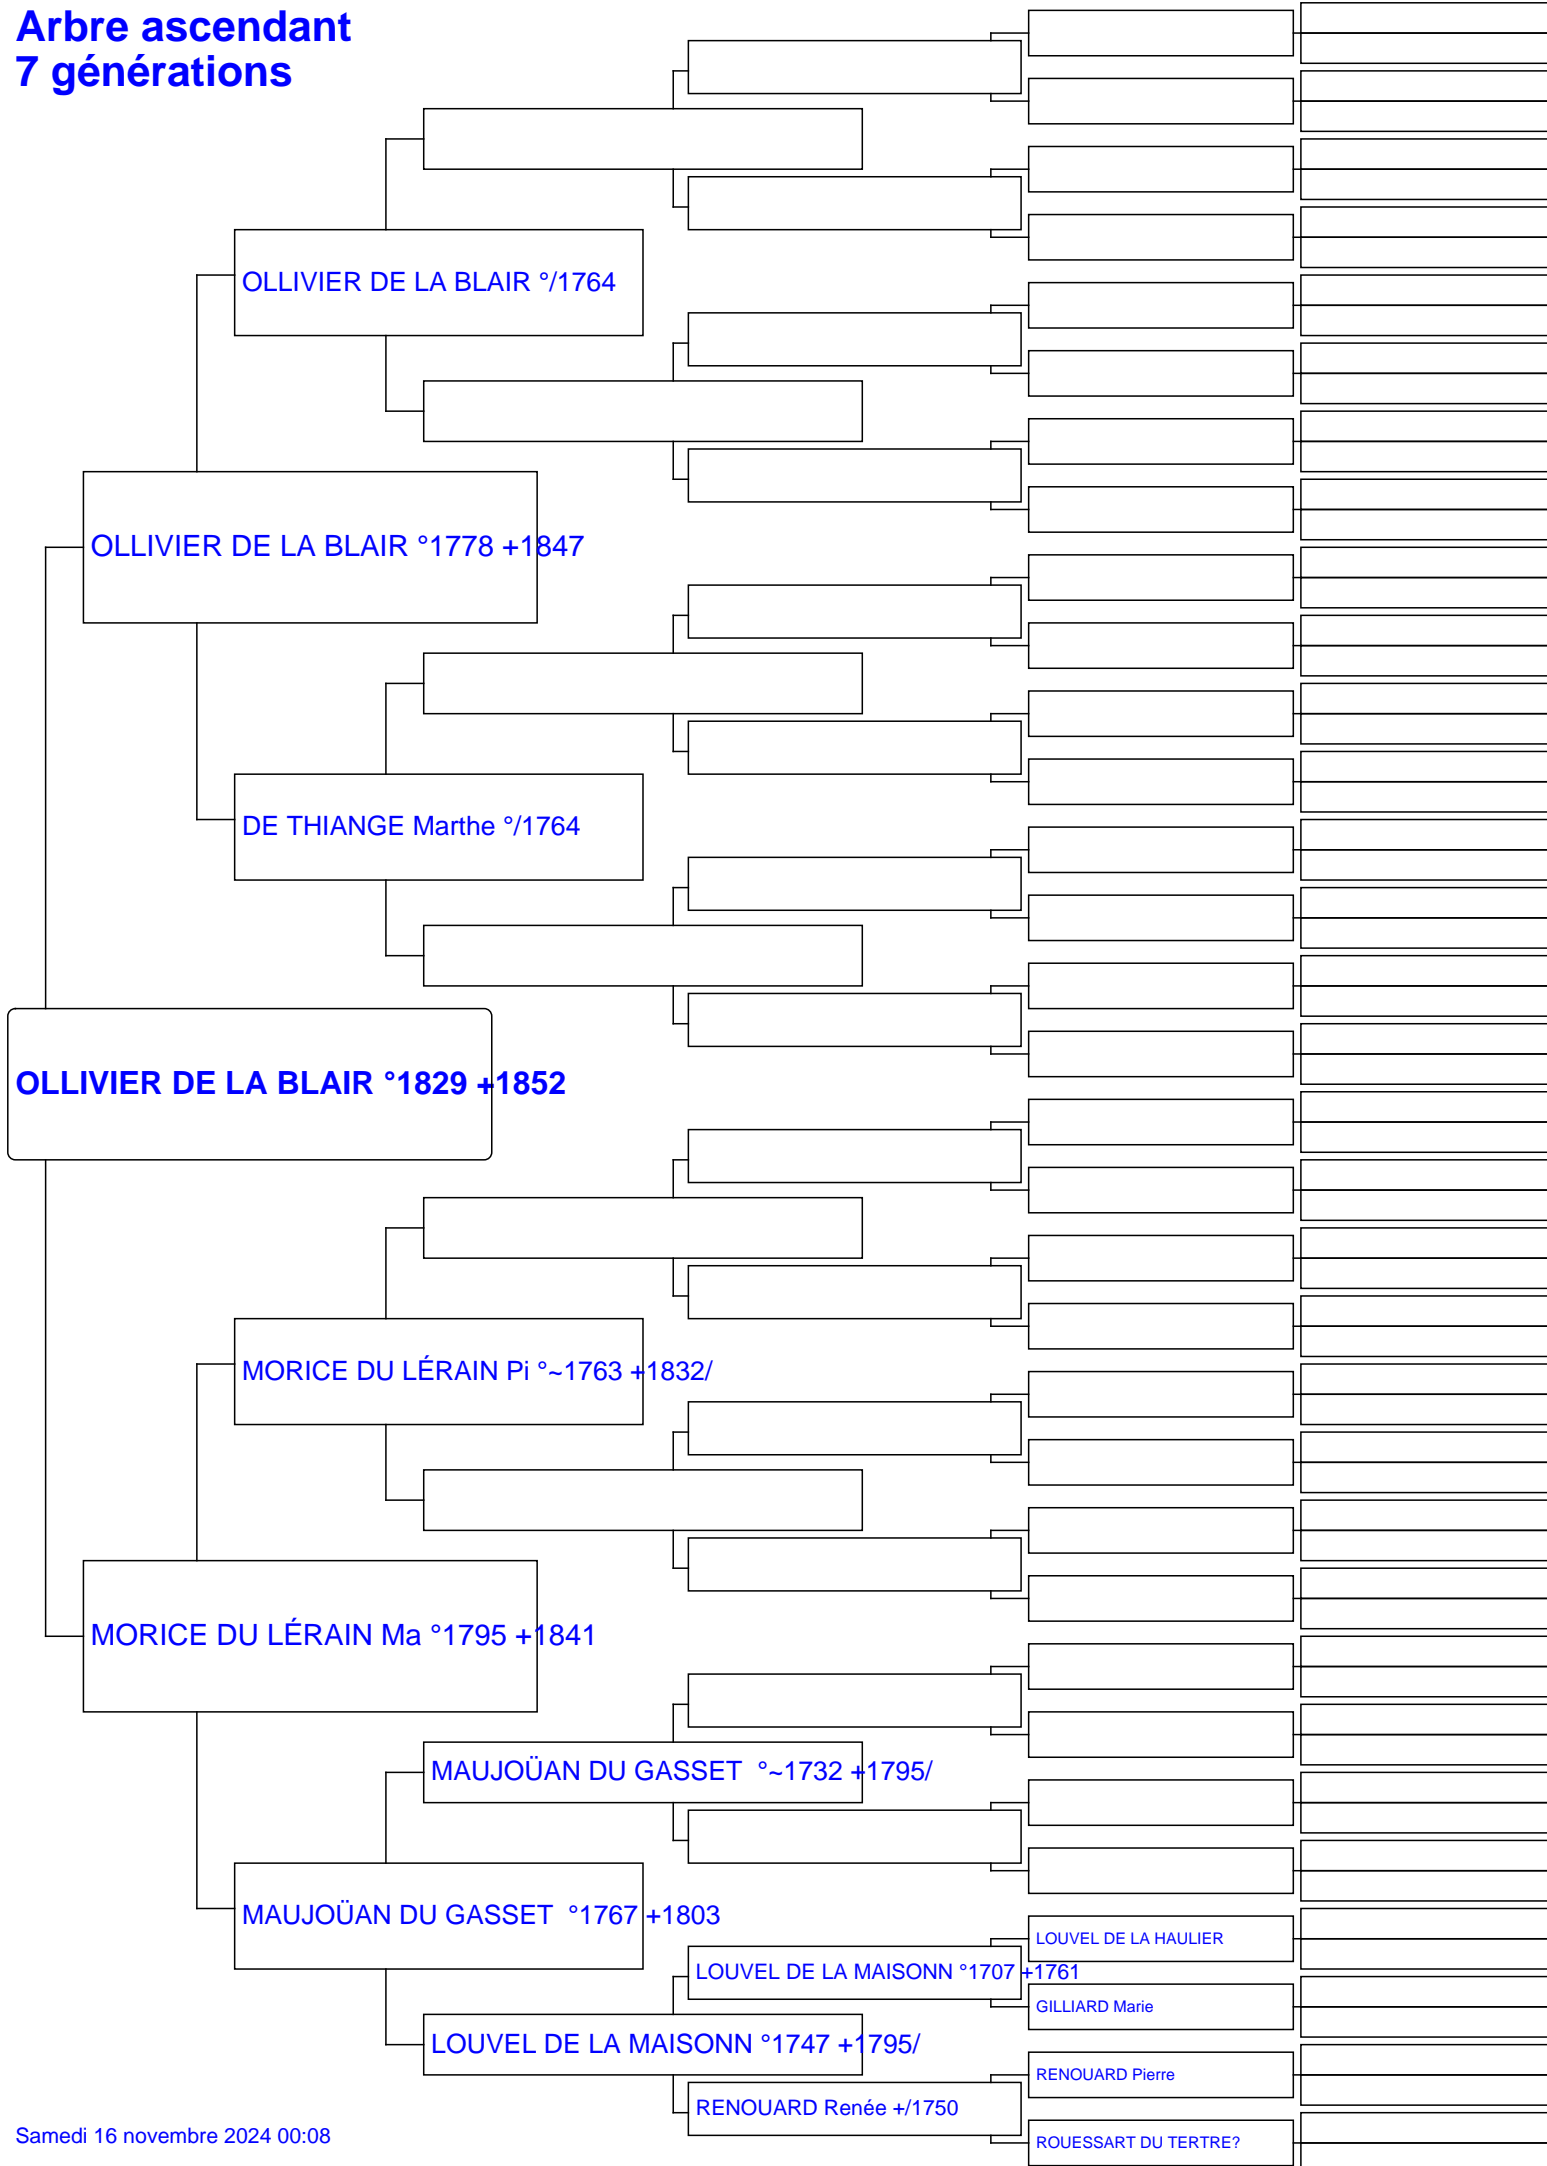 Arbre ascendant
7 générations
OLLIVIER DE LA BLAIR °/1764
OLLIVIER DE LA BLAIR °1778 +1847
DE THIANGE Marthe °/1764
OLLIVIER DE LA BLAIR °1829 +1852
MORICE DU LÉRAIN Pi °~1763 +1832/
MORICE DU LÉRAIN Ma °1795 +1841
MAUJOÜAN DU GASSET  °~1732 +1795/
MAUJOÜAN DU GASSET  °1767 +1803
LOUVEL DE LA HAULIER
LOUVEL DE LA MAISONN °1707 +1761
GILLIARD Marie
LOUVEL DE LA MAISONN °1747 +1795/
RENOUARD Pierre
RENOUARD Renée +/1750
ROUESSART DU TERTRE?
Samedi 16 novembre 2024 00:08